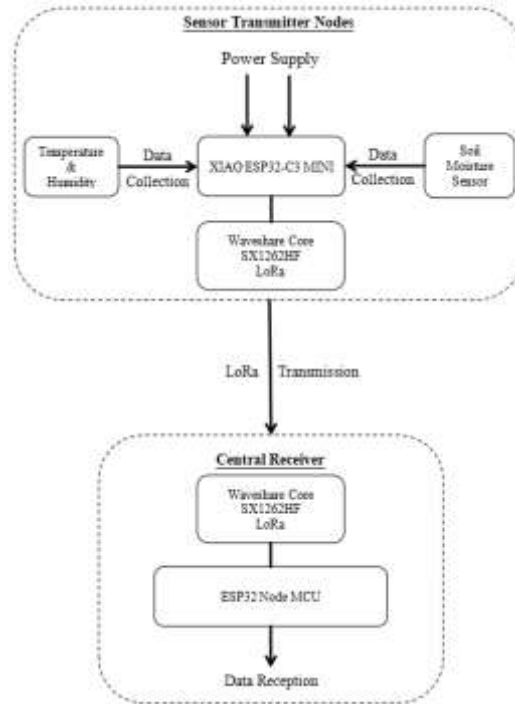 Sensor Transmitter Nodes
Power Supply
Temperature
&
Humidity
Data
Collection
XIAO ESP32-C3 MINI
Data
Collection
Soil
Moisture
Sensor
Waveshare Core
SX1262HF
LoRa
LoRa Transmission
Central Receiver
Waveshare Core
SX1262HF
LoRa
ESP32 Node MCU
Data Reception